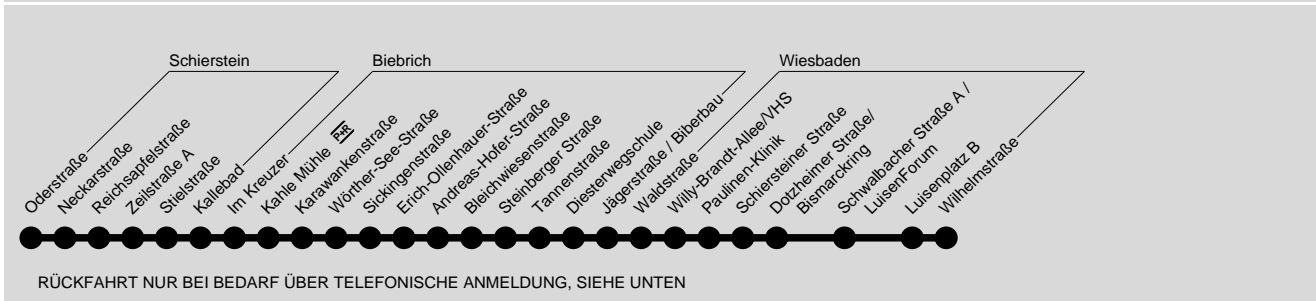 Schierstein
Biebrich
Wiesbaden
Oderstraße
Neckarstraße
Reichsapfelstraße
Zeilstraße A
Stielstraße
Kallebad
Im Kreuzer
Kahle Mühle P+R
Karawankenstraße
Wörther-See-Straße
Sickingenstraße
Erich-Ollenhauer-Straße
Andreas-Hofer-Straße
Bleichwiesenstraße
Steinberger Straße
Tannenstraße
Diesterwegschule
Jägerstraße / Biberbau
Waldstraße
Willy-Brandt-Allee/VHS
Paulinen-Klinik
Schiersteiner Straße
Dotzheimer Straße/
Bismarckring
Schwalbacher Straße A /
LuisenForum
Luisenplatz B
Wilhelmstraße
RÜCKFAHRT NUR BEI BEDARF ÜBER TELEFONISCHE ANMELDUNG, SIEHE UNTEN